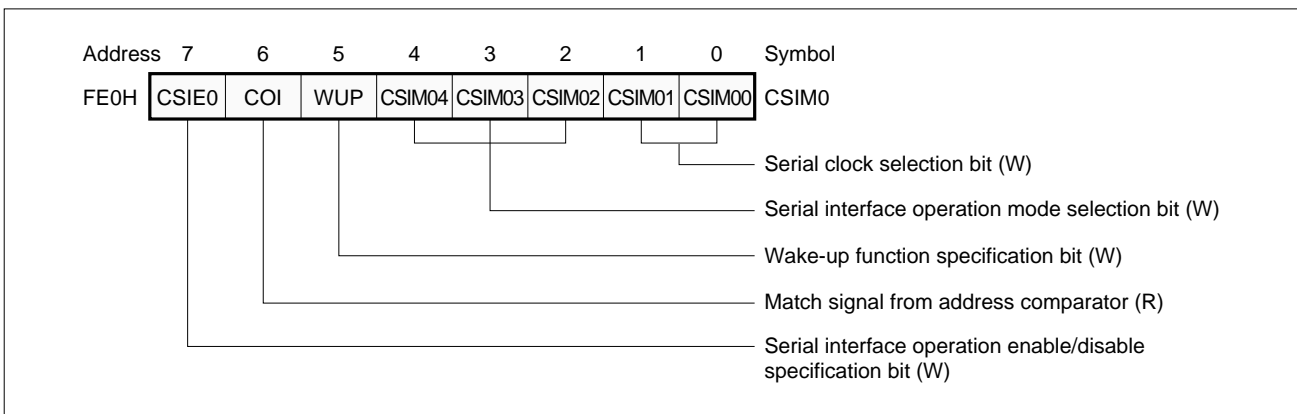 Address 7 6 5 4 3 2 1 0 Symbol
FE0H CSIE0 COI WUP CSIM04 CSIM03 CSIM02 CSIM01 CSIM00 CSIM0
Serial clock selection bit (W)
Serial interface operation mode selection bit (W)
Wake-up function specification bit (W)
Match signal from address comparator (R)
Serial interface operation enable/disable
specification bit (W)